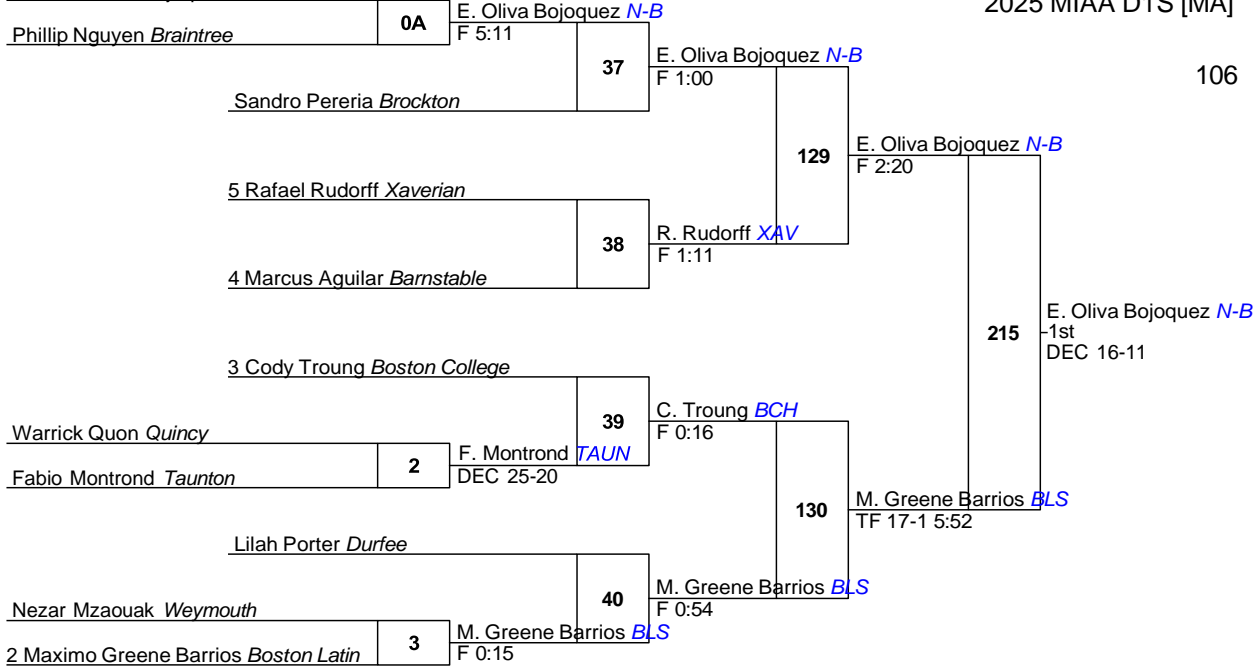 2025 MIAA D1S [MA]
106
Phillip Nguyen Braintree
0A
E. Oliva Bojoquez N-B
F 5:11
37
E. Oliva Bojoquez N-B
F 1:00
Sandro Pereria Brockton
129
E. Oliva Bojoquez N-B
F 2:20
5 Rafael Rudorff Xaverian
38
R. Rudorff XAV
F 1:11
4 Marcus Aguilar Barnstable
215
E. Oliva Bojoquez N-B
1st
DEC 16-11
3 Cody Troung Boston College
39
C. Troung BCH
F 0:16
Warrick Quon Quincy
2
F. Montrond TAUN
DEC 25-20
Fabio Montrond Taunton
130
M. Greene Barrios BLS
TF 17-1 5:52
Lilah Porter Durfee
40
M. Greene Barrios BLS
F 0:54
Nezar Mzaouak Weymouth
3
M. Greene Barrios BLS
F 0:15
2 Maximo Greene Barrios Boston Latin